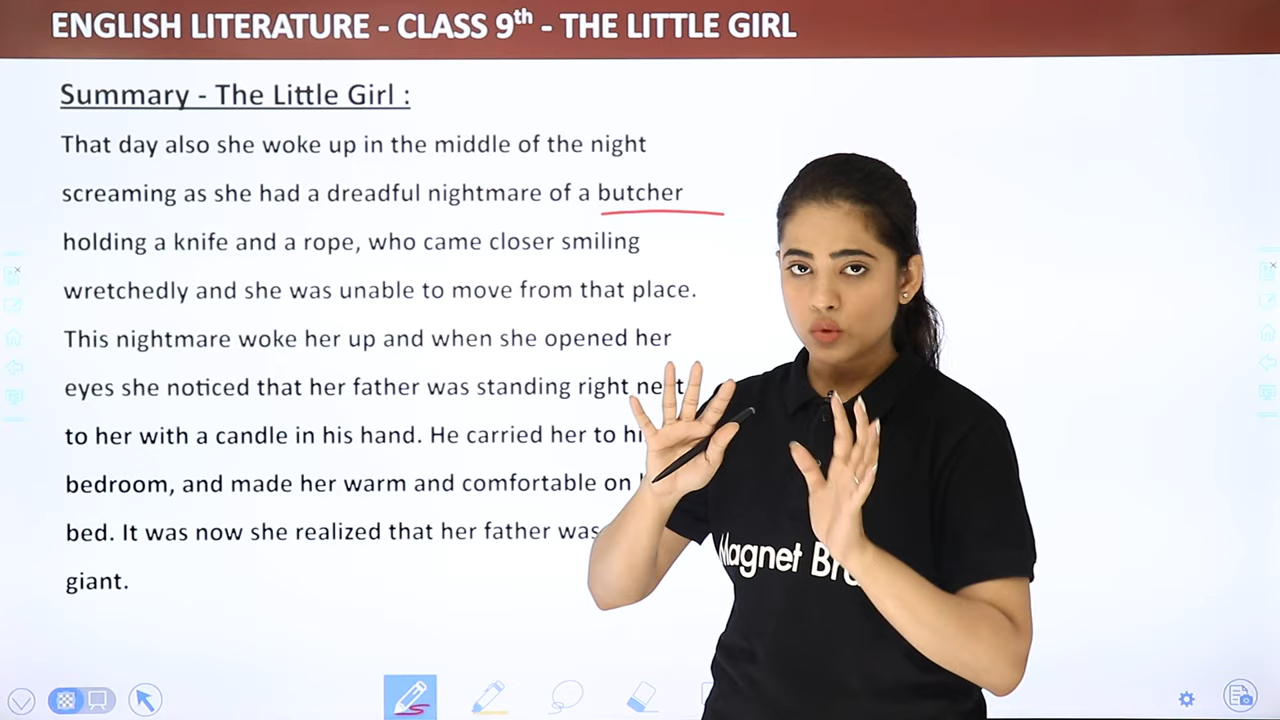 ENGLISH LITERATURE - CLASS 9th - THE LITTLE GIRL
Summary - The Little Girl :
That day also she woke up in the middle of the night
screaming as she had a dreadful nightmare of a butcher
holding a knife and a rope, who came closer smiling
wretchedly and she was unable to move from that place.
This nightmare woke her up and when she opened her
eyes she noticed that her father was standing right next
to her with a candle in his hand. He carried her to
bedroom, and made her warm and comfortable on
bed. It was now she realized that her father was
giant.
Magnet